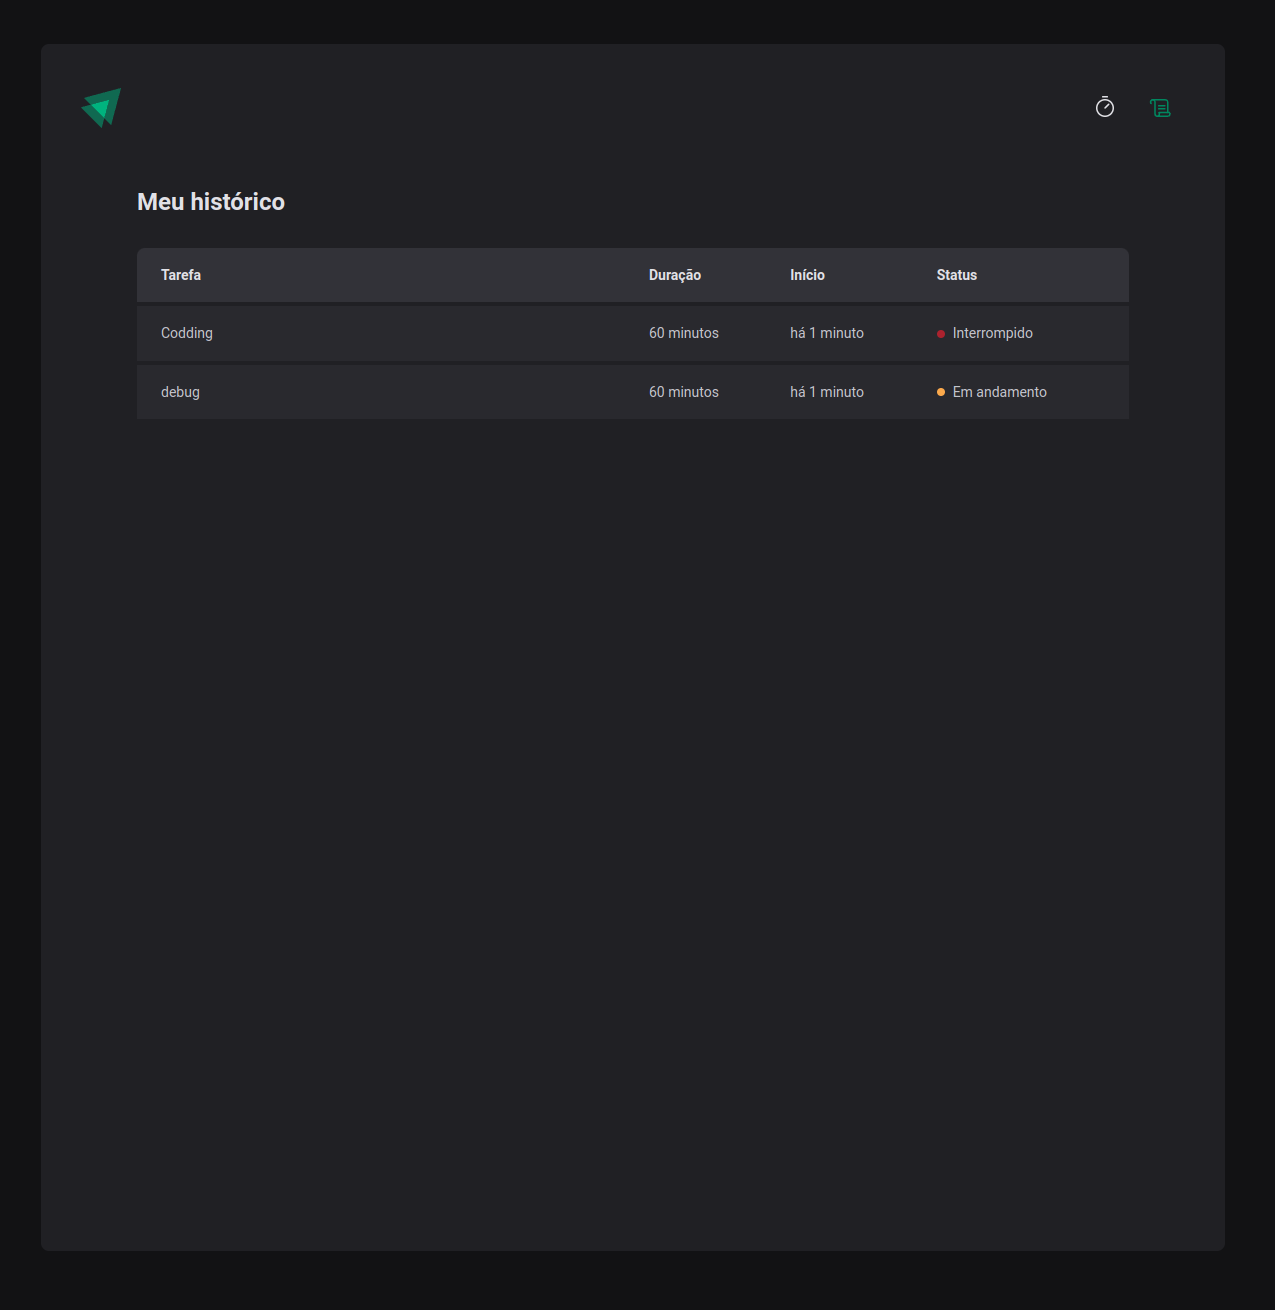 Meu histórico
Tarefa Duração Início Status
Codding 60 minutos há 1 minuto Interrompido
debug 60 minutos há 1 minuto Em andamento